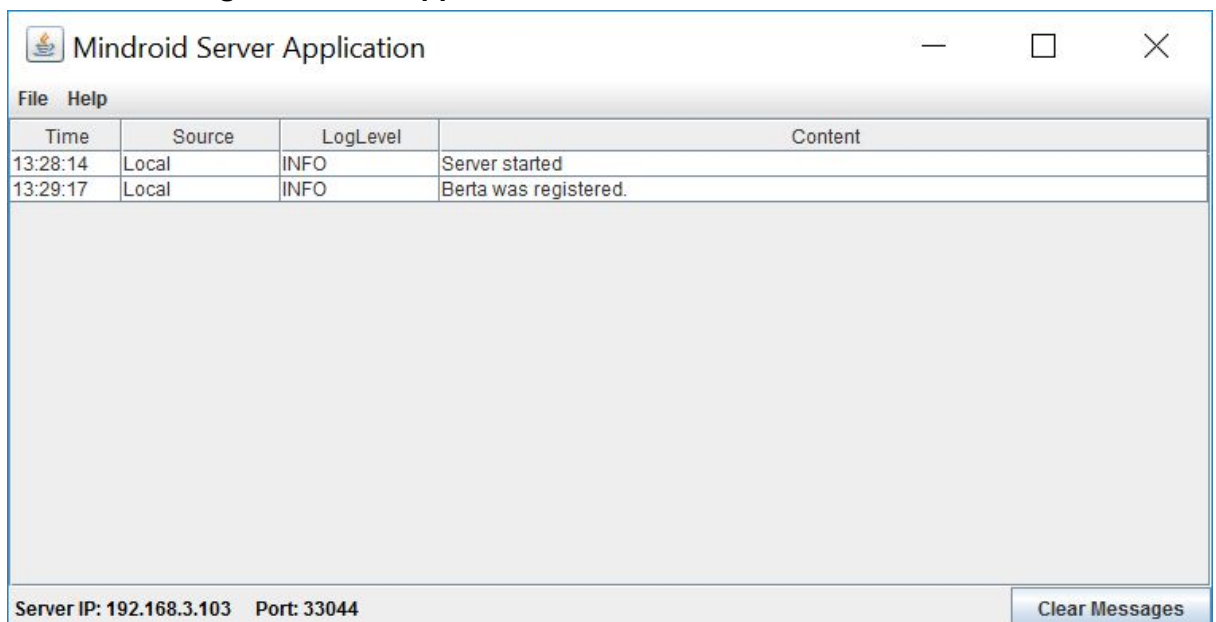 Mindroid Server Application
File Help
Time Source LogLevel Content
13:28:14 Local INFO Server started
13:29:17 Local INFO Berta was registered.
Server IP: 192.168.3.103 Port: 33044 Clear Messages